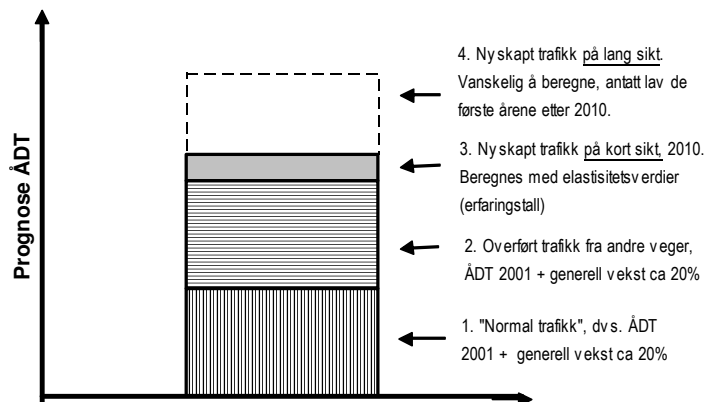 Prognose ÅDT
4. Nyskapt trafikk på lang sikt.
Vanskelig å beregne, antatt lav de
første årene etter 2010.
3. Nyskapt trafikk på kort sikt, 2010.
Beregnes med elastisitetsverdier
(erfaringstall)
2. Overført trafikk fra andre veger,
ÅDT 2001 + generell vekst ca 20%
1. "Normal trafikk", dvs. ÅDT
2001 + generell vekst ca 20%